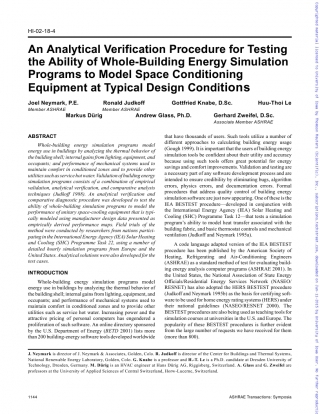 HI-02-18-4
An Analytical Verification Procedure for Testing
the Ability of Whole-Building Energy Simulation
Programs to Model Space Conditioning
Equipment at Typical Design Conditions
Joel Neymark, P.E. Ronald Judkoff Gottfried Knabe, D.Sc. Huu-Thoi Le
Member ASHRAE Member ASHRAE
Markus Dürig Andrew Glass, Ph.D. Gerhard Zweifel, D.Sc.
Associate Member ASHRAE
ABSTRACT
Whole-building energy simulation programs model
energy use in buildings by analyzing the thermal behavior of
the building shell, internal gains from lighting, equipment, and
occupants, and performance of mechanical systems used to
maintain comfort in conditioned zones and to provide other
utilities such as service hot water. Validation of building energy
simulation programs consists of a combination of empirical
validation, analytical verification, and comparative analysis
techniques (Judkoff 1988). An analytical verification and
comparative diagnostic procedure was developed to test the
ability of whole-building simulation programs to model the
performance of unitary space-cooling equipment that is typi-
cally modeled using manufacturer design data presented as
empirically derived performance maps. Field trials of the
method were conducted by researchers from nations partici-
pating in the International Energy Agency (IEA) Solar Heating
and Cooling (SHC) Programme Task 22, using a number of
detailed hourly simulation programs from Europe and the
United States. Analytical solutions were also developed for the
test cases.
INTRODUCTION
Whole-building energy simulation programs model
energy use in buildings by analyzing the thermal behavior of
the building shell; internal gains from lighting, equipment, and
occupants; and performance of mechanical systems used to
maintain comfort in conditioned zones and to provide other
utilities such as service hot water. Increasing power and the
attractive pricing of personal computers has engendered a
proliferation of such software. An online directory sponsored
by the U.S. Department of Energy (DOE 2001) lists more
than 200 building-energy software tools developed worldwide
that have thousands of users. Such tools utilize a number of
different approaches to calculating building energy usage
(Gough 1999). It is important that the users of building energy
simulation tools be confident about their utility and accuracy
because using such tools offers great potential for energy
savings and comfort improvements. Validation and testing are a
necessary part of any software development process and are
intended to ensure credibility by eliminating bugs, algorithm
errors, physics errors, and documentation errors. Formal
procedures that address quality control of building energy
simulation software are just now appearing. One of these is the
IEA BESTEST procedure—developed in conjunction with
the International Energy Agency (IEA) Solar Heating and
Cooling (SHC) Programme Task 12—that tests a simulation
program's ability to model heat transfer associated with the
building fabric, and basic thermostat controls and mechanical
ventilation (Judkoff and Neymark 1995a).
A code language adapted version of the IEA BESTEST
procedure has been published by the American Society of
Heating, Refrigerating and Air-Conditioning Engineers
(ASHRAE) as a standard method of test for evaluating build-
ing energy analysis computer programs (ASHRAE 2001). In
the United States, the National Association of State Energy
Officials/Residential Energy Services Network (NASEO/
RESNET) has also adopted the HERS BESTEST procedure
(Judkoff and Neymark 1995b) as the basis for certifying soft-
ware to be used for home energy rating systems (HERS) under
their national guidelines (NASEO/RESNET 2000). The
BESTEST procedures are also being used as teaching tools for
simulation courses at universities in the U.S. and Europe. The
popularity of these BESTEST procedures is further evident
from the large number of requests we have received for them
(more than 800).
J. Neymark is director of J. Neymark & Associates, Golden, Colo. R. Judkoff is director of the Center for Buildings and Thermal Systems,
National Renewable Energy Laboratory, Golden, Colo. G. Knabe is a professor and H. Le is a Ph.D. candidate at Dresden University of
Technology, Dresden, Germany. M. Dürig is an HVAC engineer at Hans Dürig AG, Riggisberg, Switzerland. A. Glass and G. Zweifel are
professors at the University of Applied Sciences of Central Switzerland, Horw-Lucerne, Switzerland.
1144 ASHRAE Transactions: Symposia